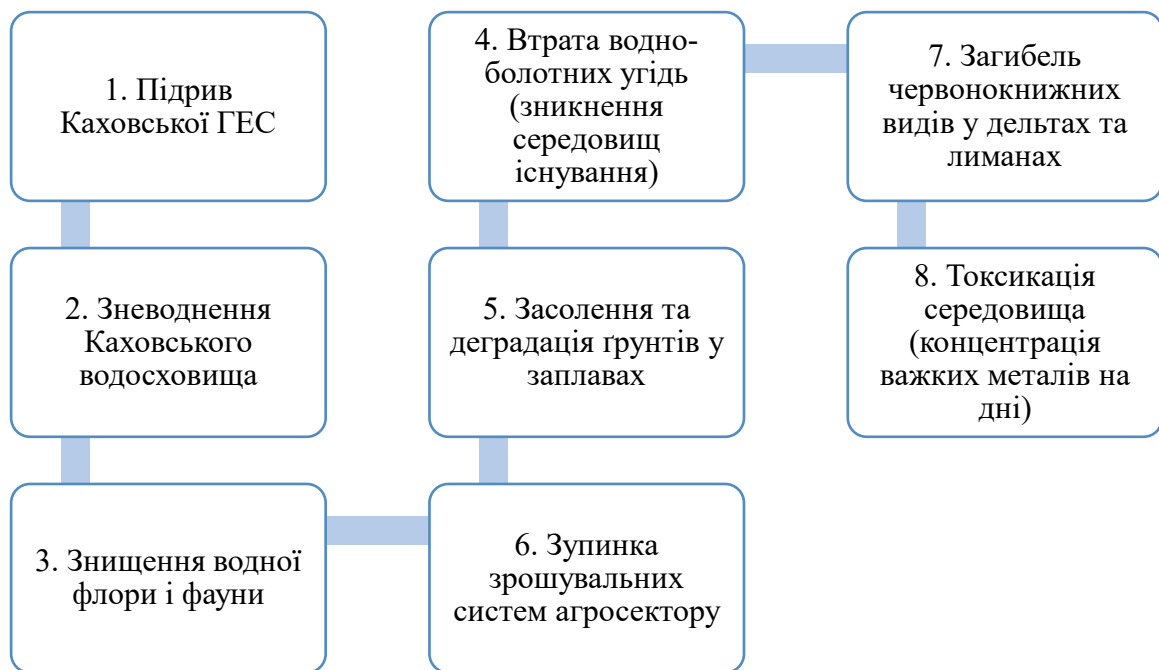 1. Підрив
Каховської ГЕС
2. Зневоднення
Каховського
водосховища
3. Знищення водної
флори і фауни
4. Втрата водно-
болотних угідь
(зникнення
середовищ
існування)
5. Засолення та
деградація ґрунтів у
заплавах
6. Зупинка
зрошувальних
систем агросектору
7. Загибель
червонокнижних
видів у дельтах та
лиманах
8. Токсикація
середовища
(концентрація
важких металів на
дні)